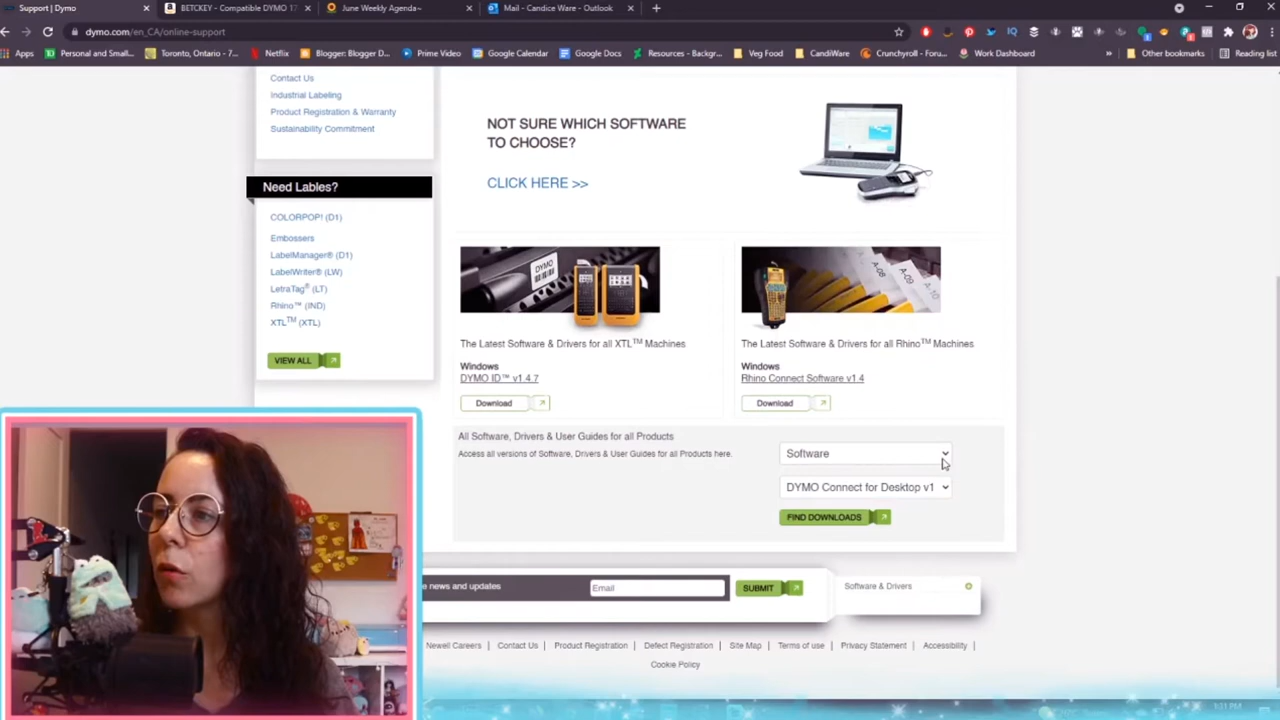 Support | Dymo
BETCKEY - Compatible DYMO 17
June Weekly Agenda~
Mail - Candice Ware - Outlook
dymo.com/en_CA/online-support
Apps
Personal and Small...
Toronto, Ontario - 7...
Netflix
Blogger: Blogger D...
Prime Video
Google Calendar
Google Docs
Resources - Backgr...
Veg Food
CandiWare
Crunchyroll - Foru...
Work Dashboard
Other bookmarks
Reading list
Contact Us
Industrial Labeling
Product Registration & Warranty
Sustainability Commitment
Need Lables?
COLORPOP! (D1)
Embossers
LabelManager® (D1)
LabelWriter® (LW)
LetraTag® (LT)
Rhino™ (IND)
XTL™ (XTL)
VIEW ALL
NOT SURE WHICH SOFTWARE
TO CHOOSE?
CLICK HERE >>
DYMO
A-08
A-09
A-10
The Latest Software & Drivers for all XTL™ Machines
Windows
DYMO ID™ v1.4.7
Download
The Latest Software & Drivers for all Rhino™ Machines
Windows
Rhino Connect Software v1.4
Download
All Software, Drivers & User Guides for all Products
Access all versions of Software, Drivers & User Guides for all Products here.
Software
DYMO Connect for Desktop v1
FIND DOWNLOADS
e news and updates
Email
SUBMIT
Software & Drivers
Newell Careers |
Contact Us |
Product Registration |
Defect Registration |
Site Map |
Terms of use |
Privacy Statement |
Accessibility |
Cookie Policy
1:31 PM